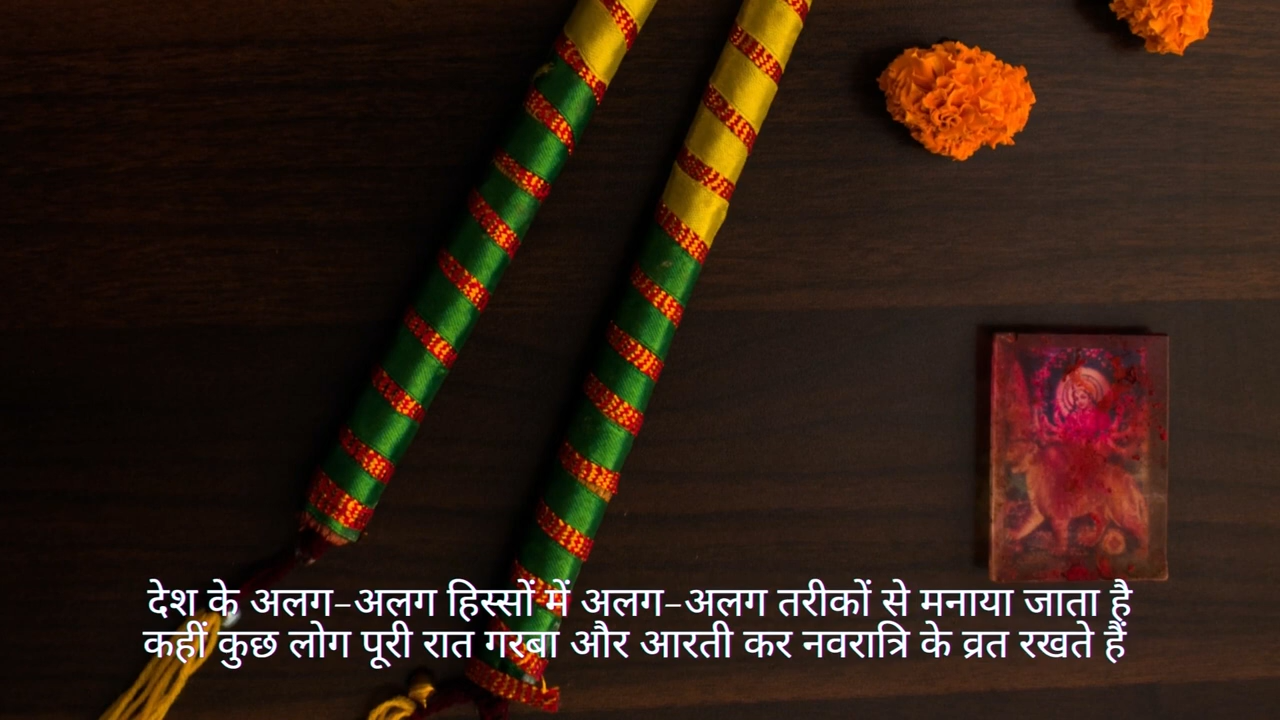 देश के अलग-अलग हिस्सों में अलग-अलग तरीकों से मनाया जाता है
कहीं कुछ लोग पूरी रात गरबा और आरती कर नवरात्रि के व्रत रखते हैं